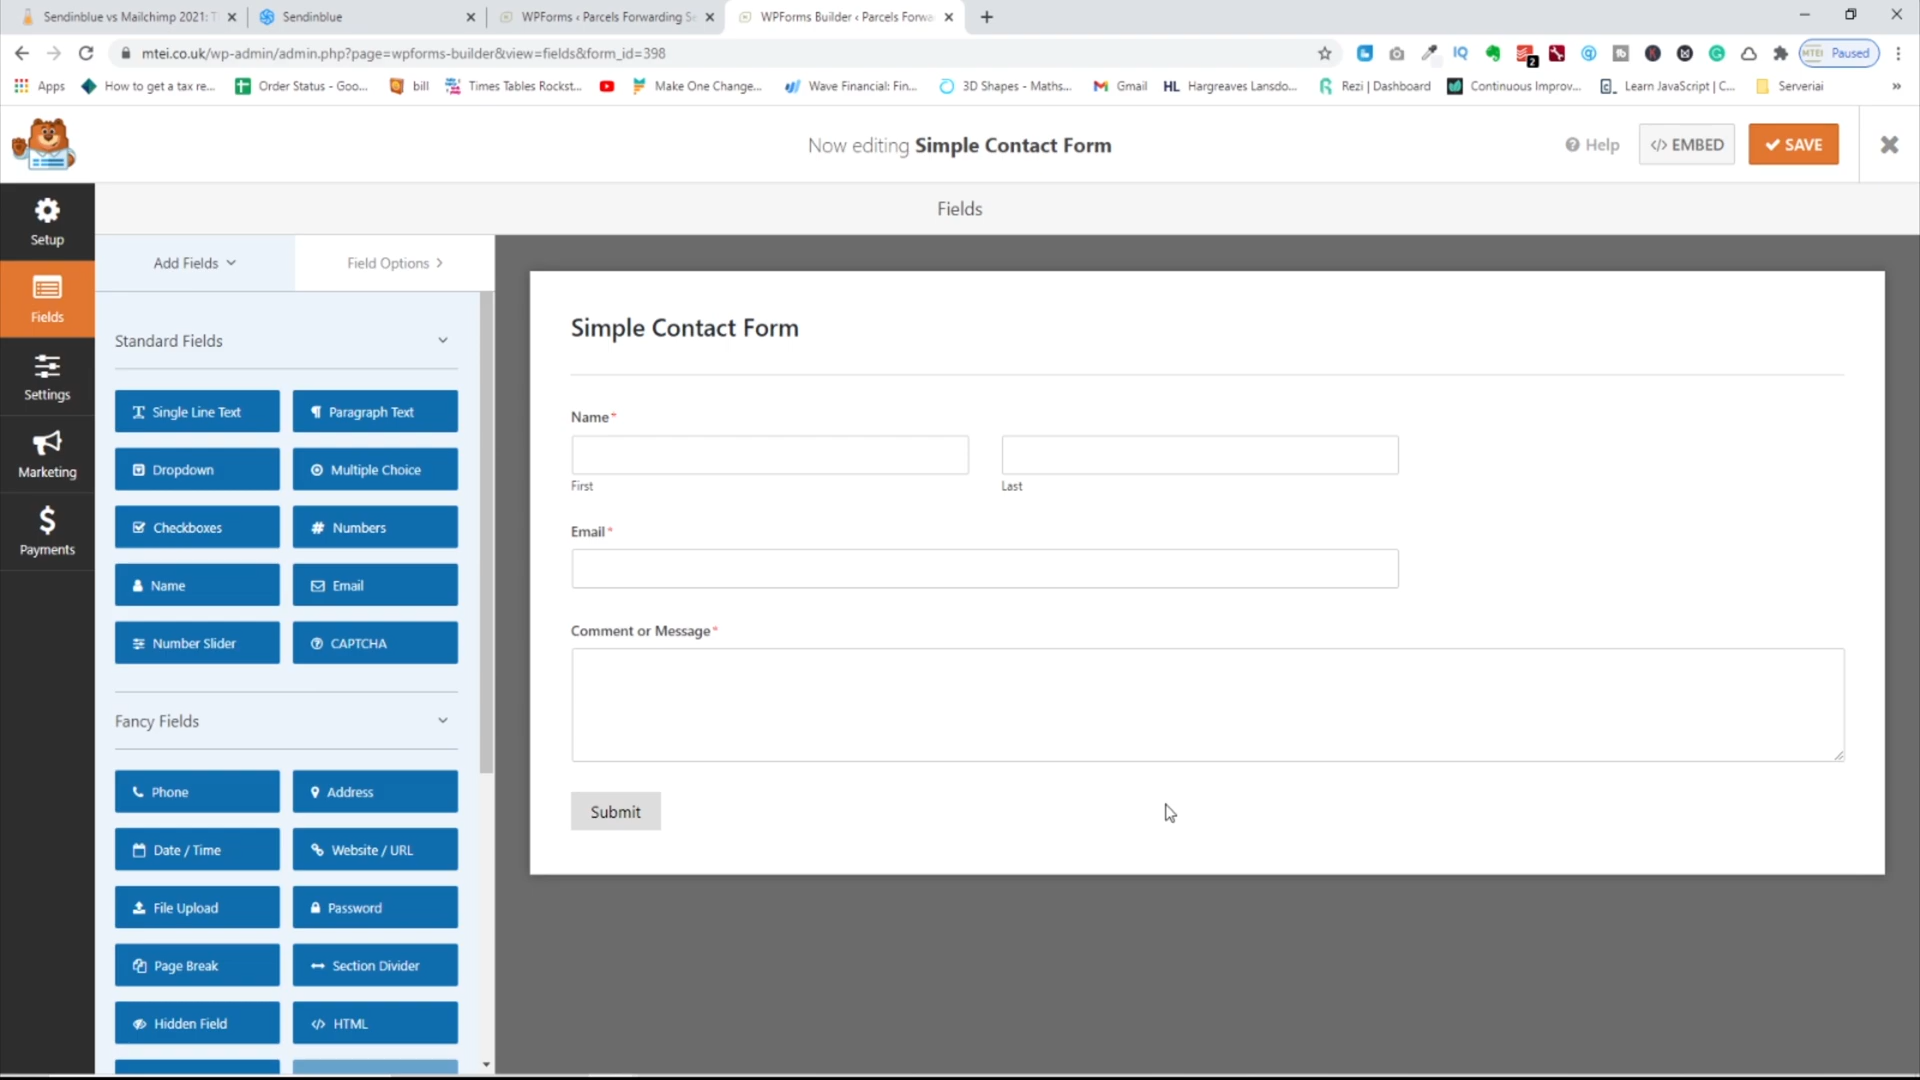 Sendinblue vs Mailchimp 2021: T
Sendinblue
WPForms ‹ Parcels Forwarding Se
WPForms Builder ‹ Parcels Forwa
mtei.co.uk/wp-admin/admin.php?page=wpforms-builder&view=fields&form_id=398
IQ
2
MTEI Paused
Apps
How to get a tax re...
Order Status - Goo...
bill
Times Tables Rockst...
Make One Change...
Wave Financial: Fin...
3D Shapes - Maths...
Gmail
HL Hargreaves Lansdo...
Rezi | Dashboard
Continuous Improv...
Learn JavaScript | C...
Serveriai
»
Now editing Simple Contact Form
Help
</> EMBED
SAVE
Setup
Fields
Settings
Marketing
Payments
Fields
Add Fields
Field Options
Standard Fields
Single Line Text
Paragraph Text
Dropdown
Multiple Choice
Checkboxes
Numbers
Name
Email
Number Slider
CAPTCHA
Fancy Fields
Phone
Address
Date / Time
Website / URL
File Upload
Password
Page Break
Section Divider
Hidden Field
</> HTML
Simple Contact Form
Name*
First
Last
Email*
Comment or Message*
Submit